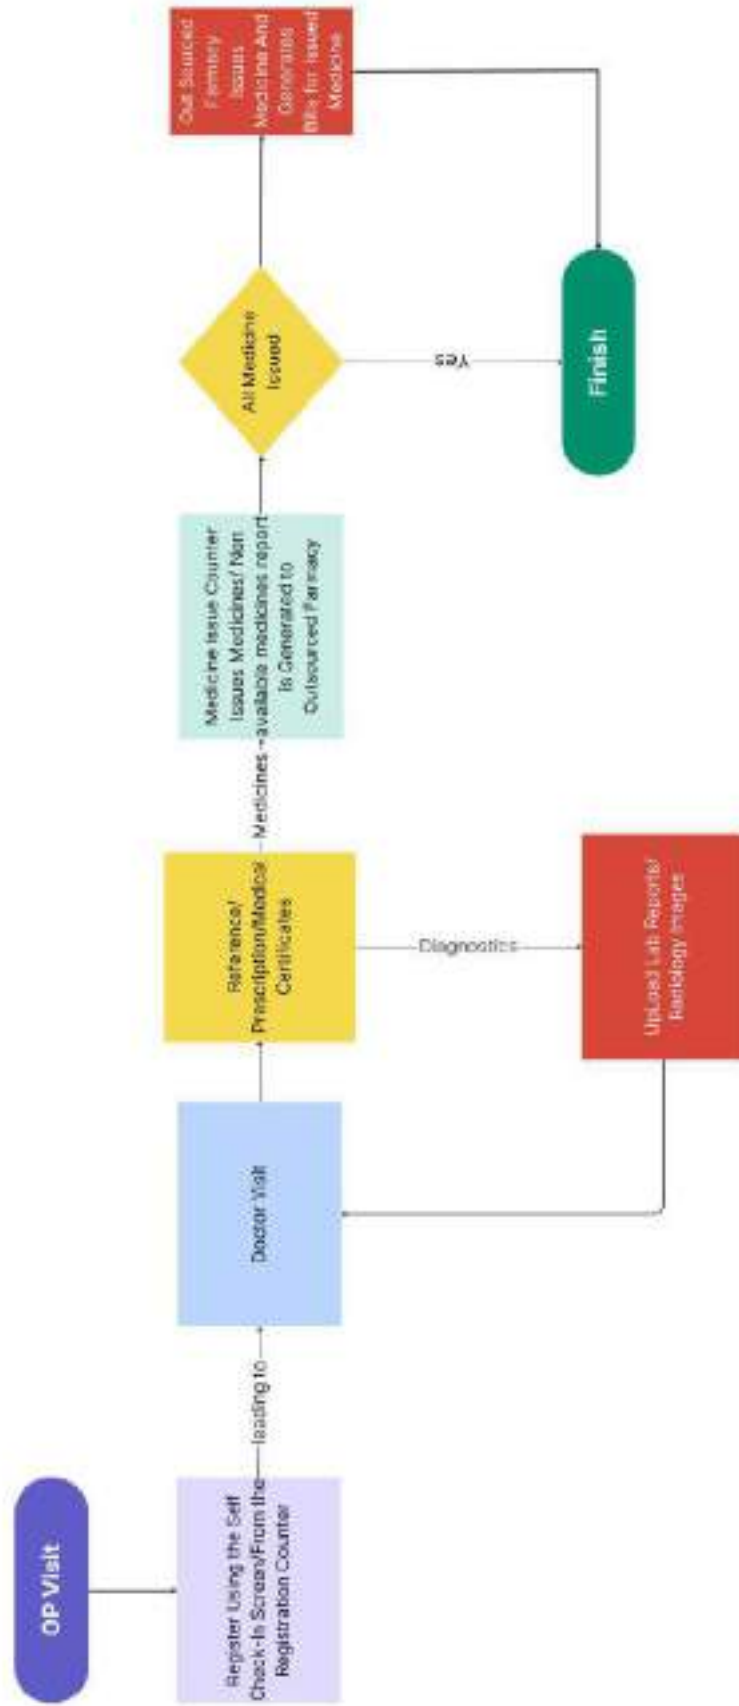 OP Visit
Register Using the Self
Check-In Screen/From the
Registration Counter
leading to
Doctor Visit
Reference/
Prescription/Medical
Certificates
Diagnostics
UpLoad Lab Reports/
Radiology Images
Medicines
Medicine Issue Counter
Issues Medicines/ Non
available medicines report
Is Generated to
Outsourced Farmacy
All Medicine
Issued
Yes
Finish
Out Sourced
Farmacy
Issues
Medicine And
Generates
Bills for Issued
Medicine